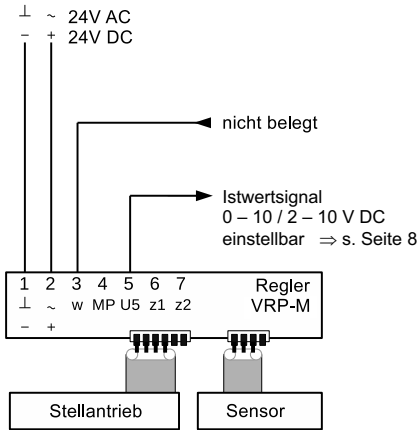 ⊥ ~ 24V AC
− + 24V DC
nicht belegt
Istwertsignal
0 – 10 / 2 – 10 V DC
einstellbar ⇒ s. Seite 8
1 2 3 4 5 6 7 Regler
⊥ ~ w MP U5 z1 z2 VRP-M
− +
Stellantrieb Sensor